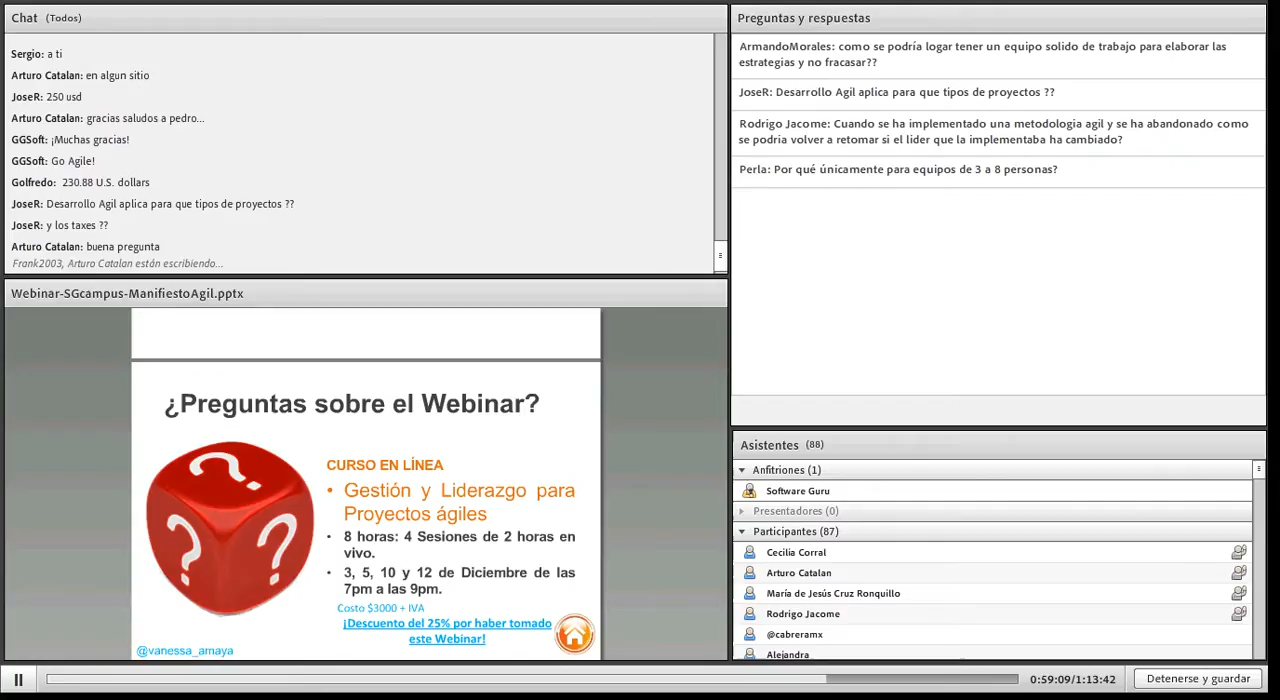 Chat (Todos)
Sergio: a ti
Arturo Catalan: en algun sitio
JoseR: 250 usd
Arturo Catalan: gracias saludos a pedro...
GGSoft: ¡Muchas gracias!
GGSoft: Go Agile!
Golfredo: 230.88 U.S. dollars
JoseR: Desarrollo Agil aplica para que tipos de proyectos ??
JoseR: y los taxes ??
Arturo Catalan: buena pregunta
Frank2003, Arturo Catalan están escribiendo...
Webinar-SGcampus-ManifiestoAgil.pptx
¿Preguntas sobre el Webinar?
CURSO EN LÍNEA
• Gestión y Liderazgo para
Proyectos ágiles
• 8 horas: 4 Sesiones de 2 horas en
vivo.
• 3, 5, 10 y 12 de Diciembre de las
7pm a las 9pm.
Costo $3000 + IVA
¡Descuento del 25% por haber tomado
este Webinar!
@vanessa_amaya
Preguntas y respuestas
ArmandoMorales: como se podría logar tener un equipo solido de trabajo para elaborar las
estrategias y no fracasar??
JoseR: Desarrollo Agil aplica para que tipos de proyectos ??
Rodrigo Jacome: Cuando se ha implementado una metodologia agil y se ha abandonado como
se podria volver a retomar si el lider que la implementaba ha cambiado?
Perla: Por qué únicamente para equipos de 3 a 8 personas?
Asistentes (88)
Anfitriones (1)
Software Guru
Presentadores (0)
Participantes (87)
Cecilia Corral
Arturo Catalan
María de Jesús Cruz Ronquillo
Rodrigo Jacome
@cabreramx
Alejandra
0:59:09/1:13:42
Detenerse y guardar